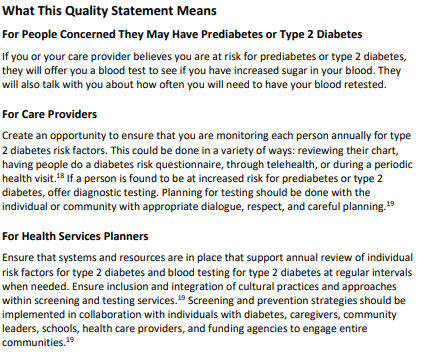 What This Quality Statement Means
For People Concerned They May Have Prediabetes or Type 2 Diabetes
If you or your care provider believes you are at risk for prediabetes or type 2 diabetes,
they will offer you a blood test to see if you have increased sugar in your blood. They
will also talk with you about how often you will need to have your blood retested.
For Care Providers
Create an opportunity to ensure that you are monitoring each person annually for type
2 diabetes risk factors. This could be done in a variety of ways: reviewing their chart,
having people do a diabetes risk questionnaire, through telehealth, or during a periodic
health visit.18 If a person is found to be at increased risk for prediabetes or type 2
diabetes, offer diagnostic testing. Planning for testing should be done with the
individual or community with appropriate dialogue, respect, and careful planning.19
For Health Services Planners
Ensure that systems and resources are in place that support annual review of individual
risk factors for type 2 diabetes and blood testing for type 2 diabetes at regular intervals
when needed. Ensure inclusion and integration of cultural practices and approaches
within screening and testing services.19 Screening and prevention strategies should be
implemented in collaboration with individuals with diabetes, caregivers, community
leaders, schools, health care providers, and funding agencies to engage entire
communities.19